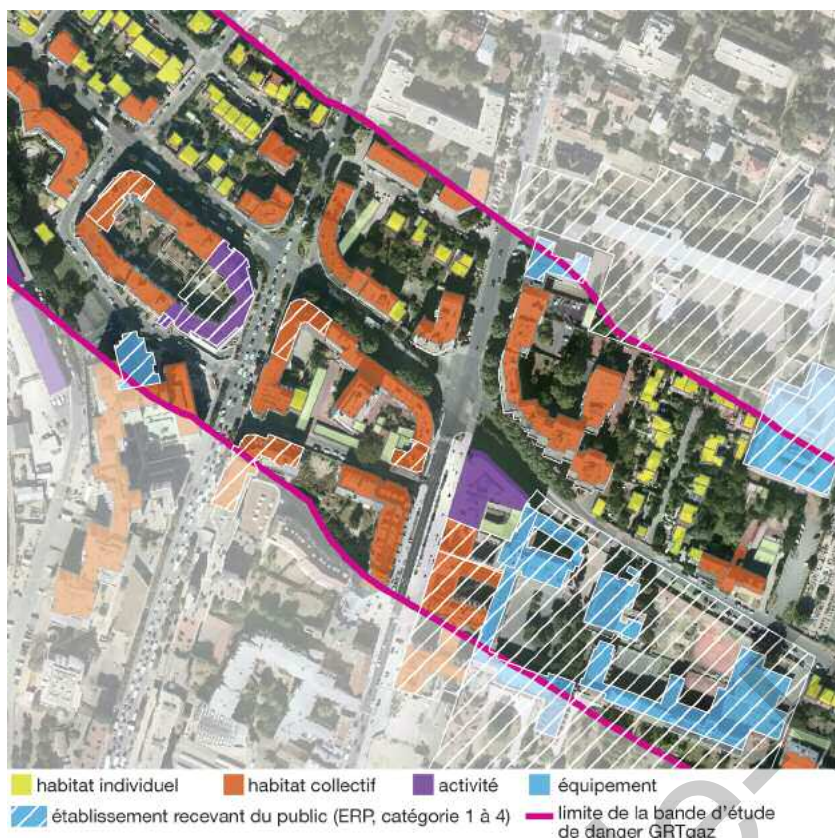 habitat individuel habitat collectif activité équipement
établissement recevant du public (ERP, catégorie 1 à 4) limite de la bande d'étude
de danger GRTgaz